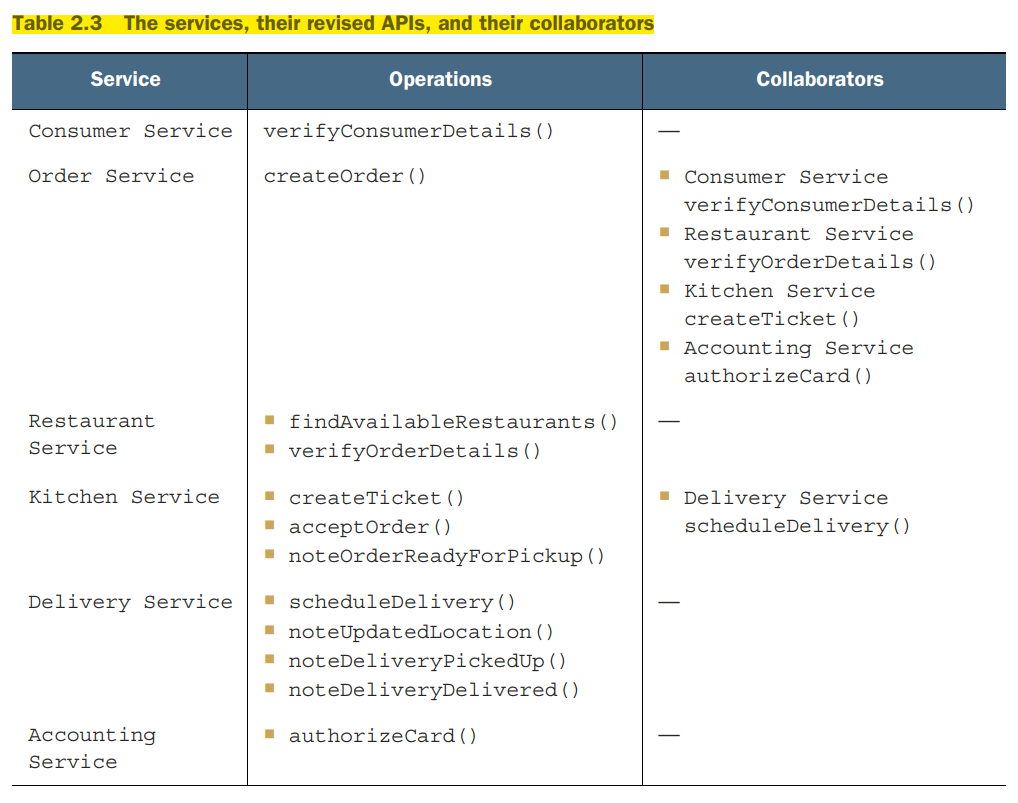 Table 2.3 The services, their revised APIs, and their collaborators
Service Operations Collaborators
Consumer Service verifyConsumerDetails() —
Order Service createOrder() ■ Consumer Service
verifyConsumerDetails()
■ Restaurant Service
verifyOrderDetails()
■ Kitchen Service
createTicket()
■ Accounting Service
authorizeCard()
Restaurant ■ findAvailableRestaurants() —
Service ■ verifyOrderDetails()
Kitchen Service ■ createTicket() ■ Delivery Service
■ acceptOrder() scheduleDelivery()
■ noteOrderReadyForPickup()
Delivery Service ■ scheduleDelivery() —
■ noteUpdatedLocation()
■ noteDeliveryPickedUp()
■ noteDeliveryDelivered()
Accounting ■ authorizeCard() —
Service